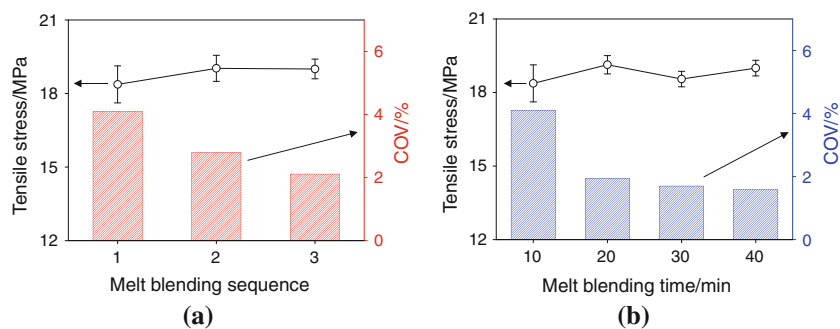 21
18
15
12
Tensile stress/MPa
6
4
2
0
COV/%
1 2 3
Melt blending sequence
(a)
21
18
15
12
Tensile stress/MPa
6
4
2
0
COV/%
10 20 30 40
Melt blending time/min
(b)